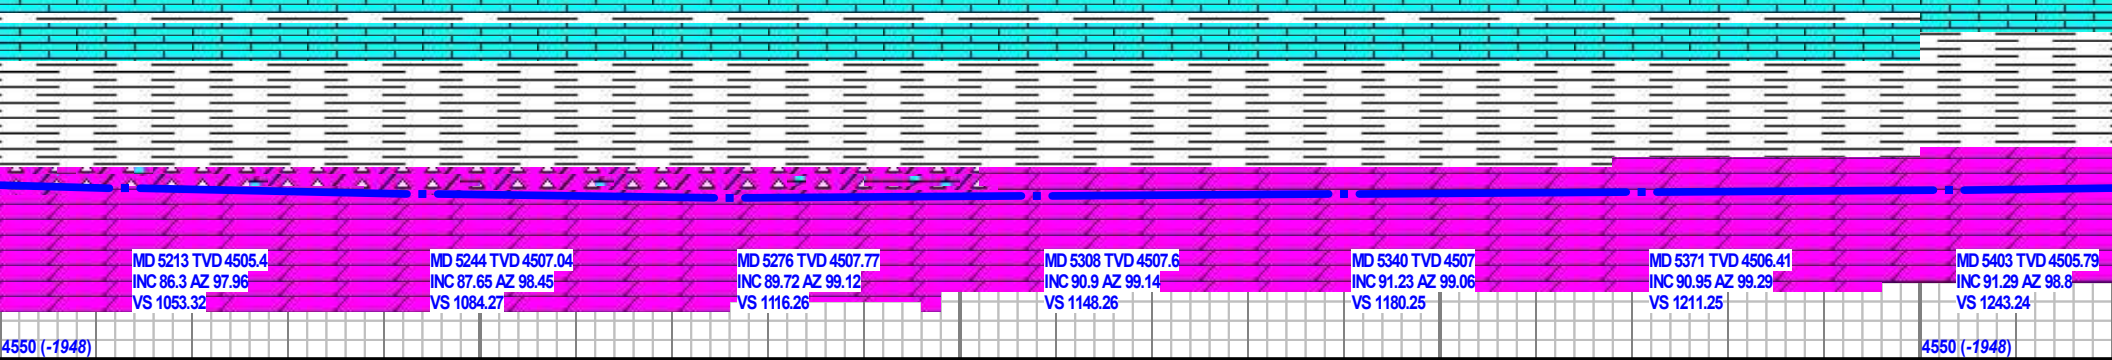 MD 5213 TVD 4505.4
INC 86.3 AZ 97.96
VS 1053.32
MD 5244 TVD 4507.04
INC 87.65 AZ 98.45
VS 1084.27
MD 5276 TVD 4507.77
INC 89.72 AZ 99.12
VS 1116.26
MD 5308 TVD 4507.6
INC 90.9 AZ 99.14
VS 1148.26
MD 5340 TVD 4507
INC 91.23 AZ 99.06
VS 1180.25
MD 5371 TVD 4506.41
INC 90.95 AZ 99.29
VS 1211.25
MD 5403 TVD 4505.79
INC 91.29 AZ 98.8
VS 1243.24
4550 (-1948)
4550 (-1948)